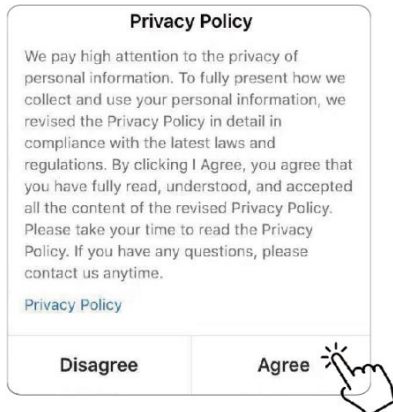 Privacy Policy
We pay high attention to the privacy of
personal information. To fully present how we
collect and use your personal information, we
revised the Privacy Policy in detail in
compliance with the latest laws and
regulations. By clicking I Agree, you agree that
you have fully read, understood, and accepted
all the content of the revised Privacy Policy.
Please take your time to read the Privacy
Policy. If you have any questions, please
contact us anytime.
Privacy Policy
Disagree Agree